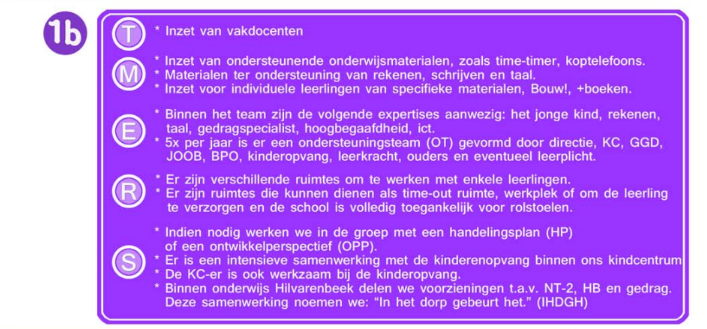 1b
T
* Inzet van vakdocenten
M
* Inzet van ondersteunende onderwijsmaterialen, zoals time-timer, koptelefoons.
* Materialen ter ondersteuning van rekenen, schrijven en taal.
* Inzet voor individuele leerlingen van specifieke materialen, Bouw!, +boeken.
E
* Binnen het team zijn de volgende expertises aanwezig: het jonge kind, rekenen,
taal, gedragspecialist, hoogbegaafdheid, ict.
* 5x per jaar is er een ondersteuningsteam (OT) gevormd door directie, KC, GGD,
JOOB, BPO, kinderopvang, leerkracht, ouders en eventueel leerplicht.
R
* Er zijn verschillende ruimtes om te werken met enkele leerlingen.
* Er zijn ruimtes die kunnen dienen als time-out ruimte, werkplek of om de leerling
te verzorgen en de school is volledig toegankelijk voor rolstoelen.
S
* Indien nodig werken we in de groep met een handelingsplan (HP)
of een ontwikkelperspectief (OPP).
* Er is een intensieve samenwerking met de kinderenopvang binnen ons kindcentrum
* De KC-er is ook werkzaam bij de kinderopvang.
* Binnen onderwijs Hilvarenbeek delen we voorzieningen t.a.v. NT-2, HB en gedrag.
Deze samenwerking noemen we: "In het dorp gebeurt het." (IHDGH)